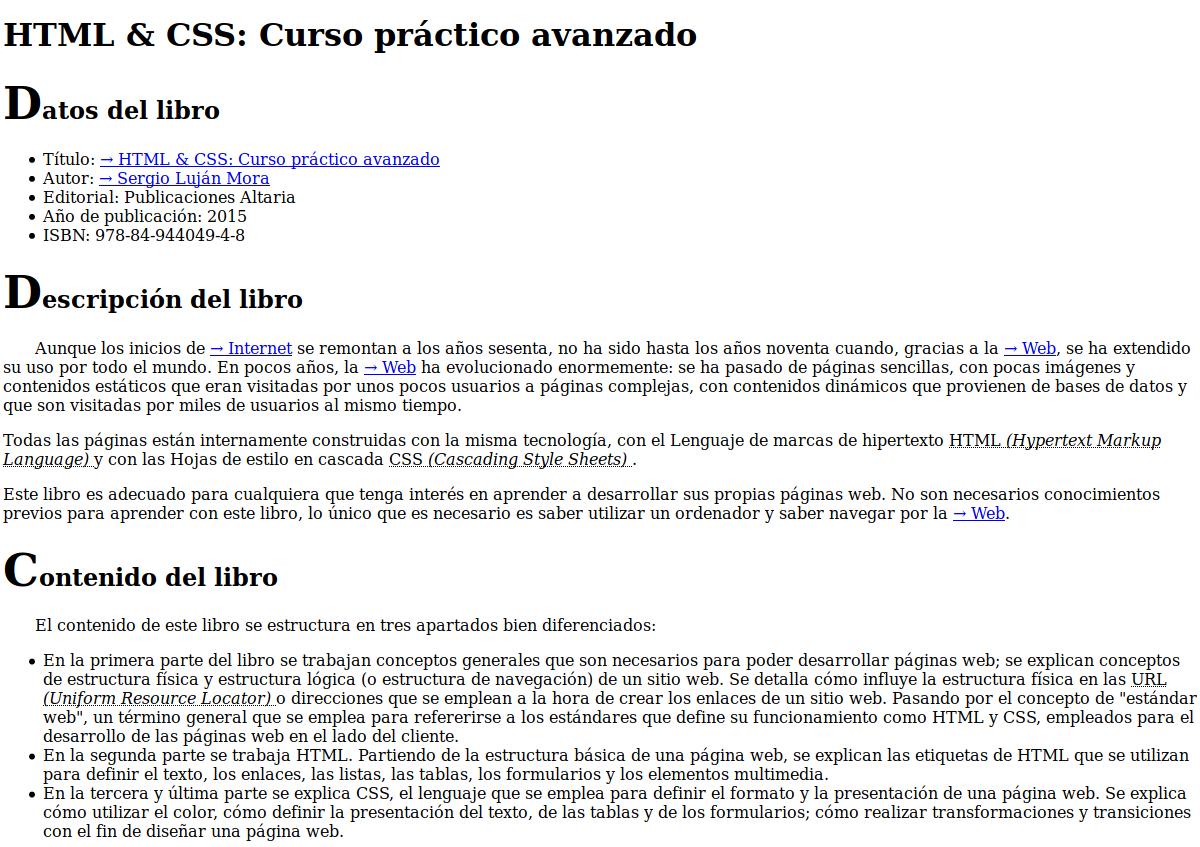 HTML & CSS: Curso práctico avanzado
Datos del libro
Título: → HTML & CSS: Curso práctico avanzado
Autor: → Sergio Luján Mora
Editorial: Publicaciones Altaria
Año de publicación: 2015
ISBN: 978-84-944049-4-8
Descripción del libro
Aunque los inicios de → Internet se remontan a los años sesenta, no ha sido hasta los años noventa cuando, gracias a la → Web, se ha extendido
su uso por todo el mundo. En pocos años, la → Web ha evolucionado enormemente: se ha pasado de páginas sencillas, con pocas imágenes y
contenidos estáticos que eran visitadas por unos pocos usuarios a páginas complejas, con contenidos dinámicos que provienen de bases de datos y
que son visitadas por miles de usuarios al mismo tiempo.
Todas las páginas están internamente construidas con la misma tecnología, con el Lenguaje de marcas de hipertexto HTML (Hypertext Markup
Language) y con las Hojas de estilo en cascada CSS (Cascading Style Sheets) .
Este libro es adecuado para cualquiera que tenga interés en aprender a desarrollar sus propias páginas web. No son necesarios conocimientos
previos para aprender con este libro, lo único que es necesario es saber utilizar un ordenador y saber navegar por la → Web.
Contenido del libro
El contenido de este libro se estructura en tres apartados bien diferenciados:
En la primera parte del libro se trabajan conceptos generales que son necesarios para poder desarrollar páginas web; se explican conceptos
de estructura física y estructura lógica (o estructura de navegación) de un sitio web. Se detalla cómo influye la estructura física en las URL
(Uniform Resource Locator) o direcciones que se emplean a la hora de crear los enlaces de un sitio web. Pasando por el concepto de "estándar
web", un término general que se emplea para refererirse a los estándares que define su funcionamiento como HTML y CSS, empleados para el
desarrollo de las páginas web en el lado del cliente.
En la segunda parte se trabaja HTML. Partiendo de la estructura básica de una página web, se explican las etiquetas de HTML que se utilizan
para definir el texto, los enlaces, las listas, las tablas, los formularios y los elementos multimedia.
En la tercera y última parte se explica CSS, el lenguaje que se emplea para definir el formato y la presentación de una página web. Se explica
cómo utilizar el color, cómo definir la presentación del texto, de las tablas y de los formularios; cómo realizar transformaciones y transiciones
con el fin de diseñar una página web.